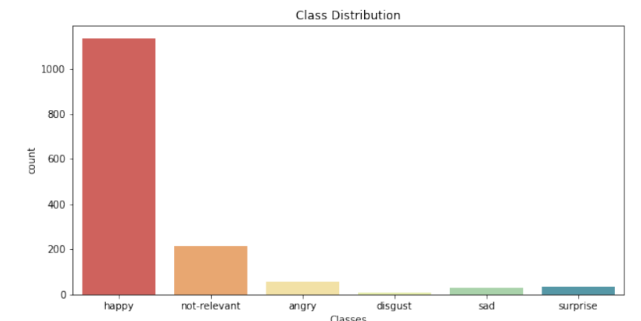 Class Distribution
1000
800
600
400
200
0
count
happy not-relevant angry disgust sad surprise
Classes